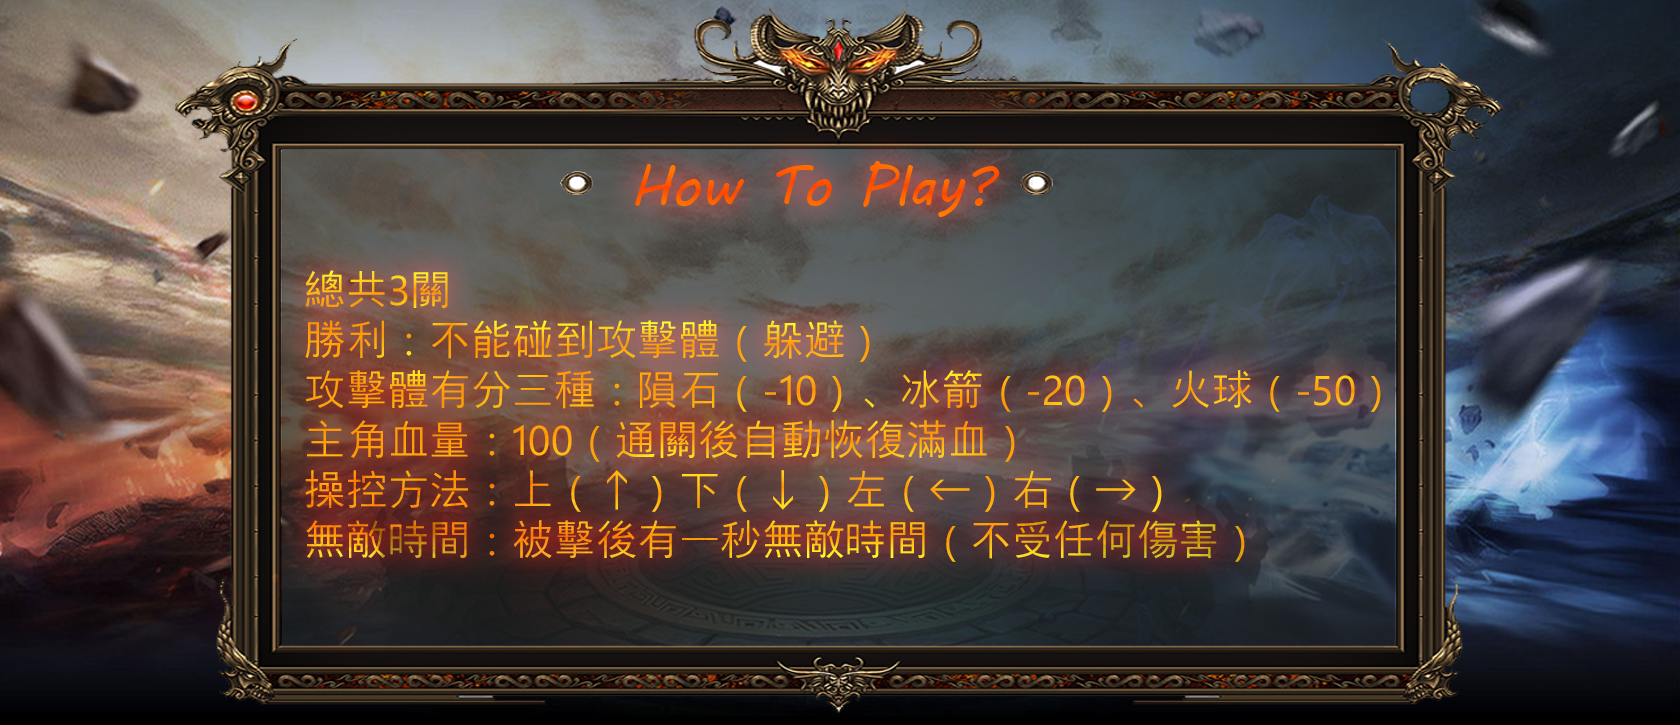 How To Play?
總共3關
勝利：不能碰到攻擊體（躲避）
攻擊體有分三種：隕石（-10）、冰箭（-20）、火球（-50）
主角血量：100（通關後自動恢復滿血）
操控方法：上（↑）下（↓）左（←）右（→）
無敵時間：被擊後有一秒無敵時間（不受任何傷害）